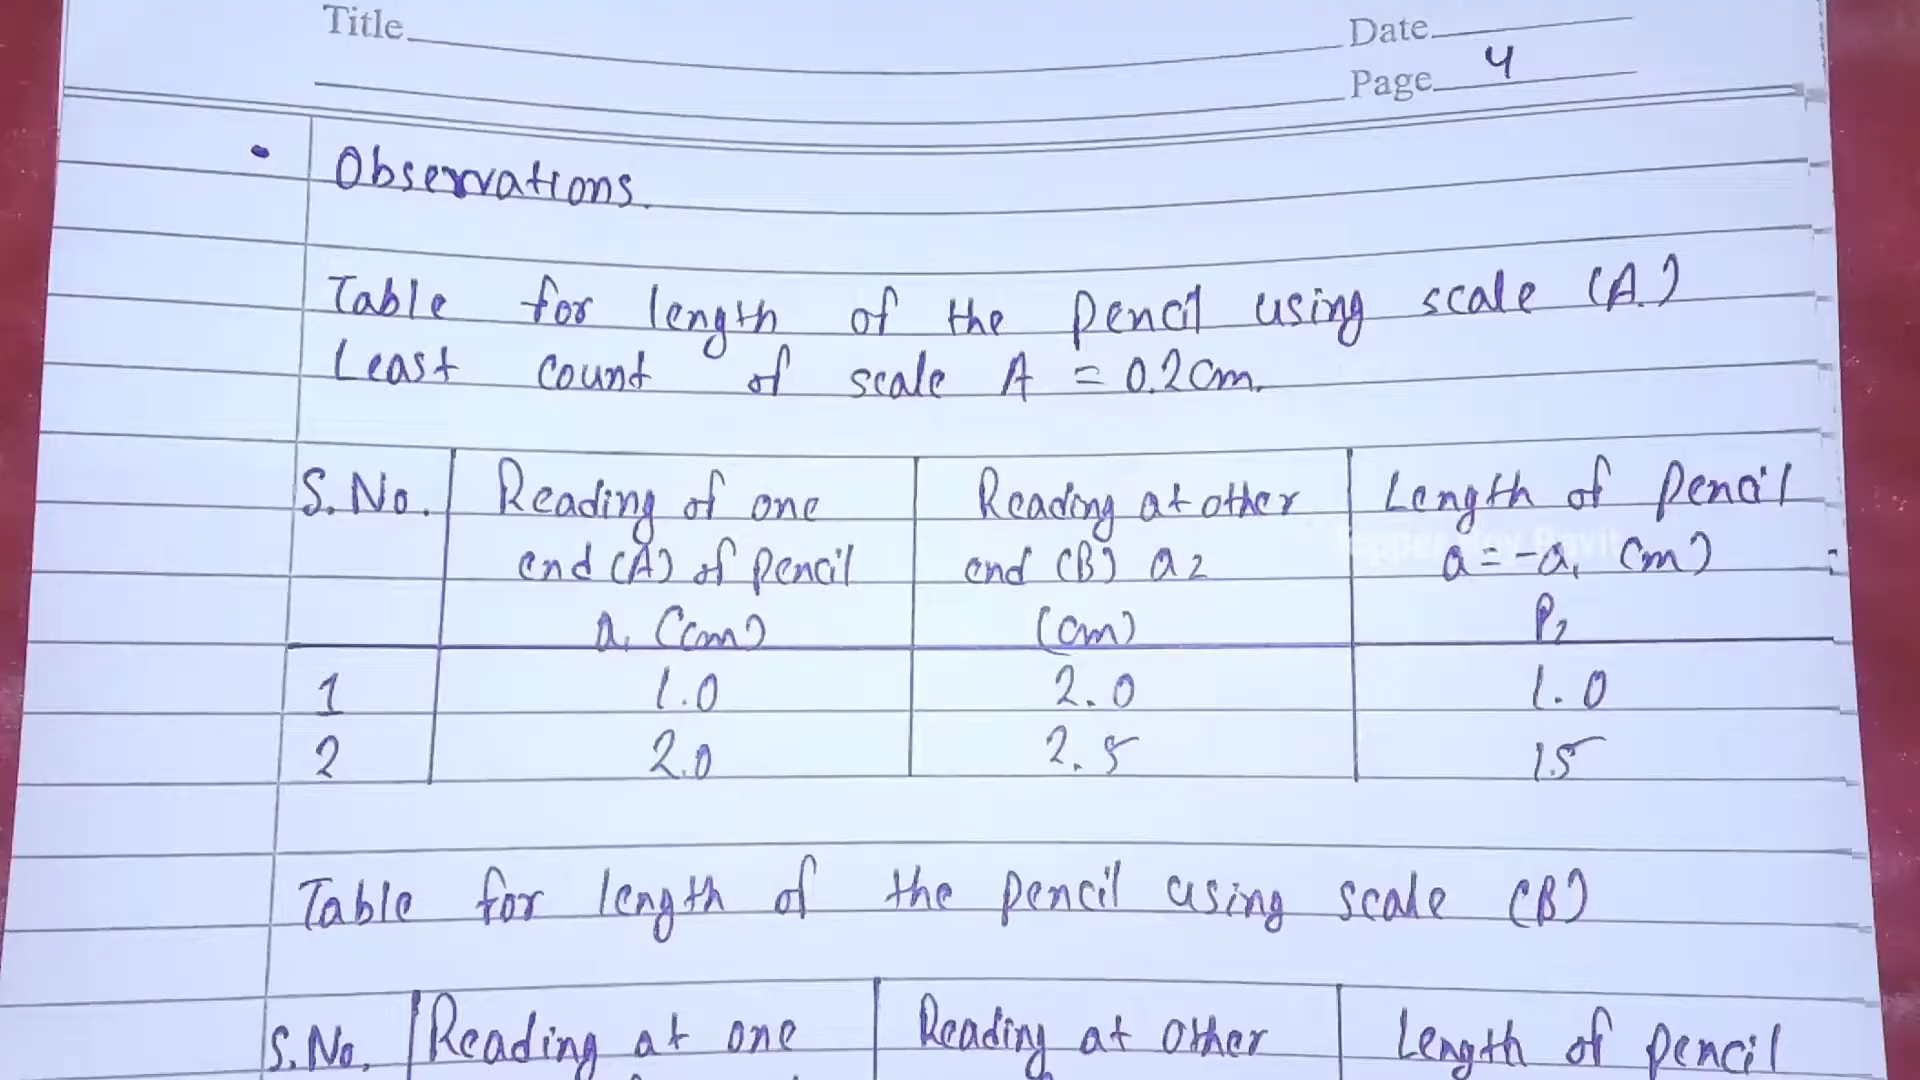 Title
Date
Page 4
• Observations.
Table for length of the pencil using scale (A.)
Least count of scale A = 0.2cm.
S. No. Reading of one end (A) of pencil a1 (cm) Reading at other end (B) a2 (cm) Length of pencil a = -a1 (m) P2
1 1.0 2.0 1.0
2 2.0 2.5 1.5
Table for length of the pencil using scale (B)
S. No. Reading at one Reading at other Length of pencil